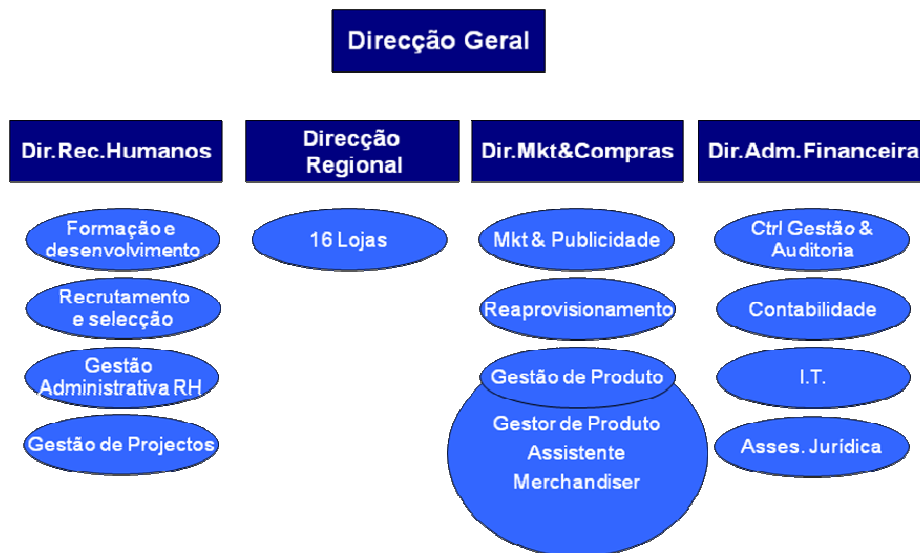 Direcção Geral
Dir.Rec.Humanos
Direcção
Regional
Dir.Mkt&Compras
Dir.Adm.Financeira
Formação e
desenvolvimento
Recrutamento
e selecção
Gestão
Administrativa RH
Gestão de Projectos
16 Lojas
Mkt & Publicidade
Reaprovisionamento
Gestão de Produto
Gestor de Produto
Assistente
Merchandiser
Ctrl Gestão &
Auditoria
Contabilidade
I.T.
Asses. Jurídica